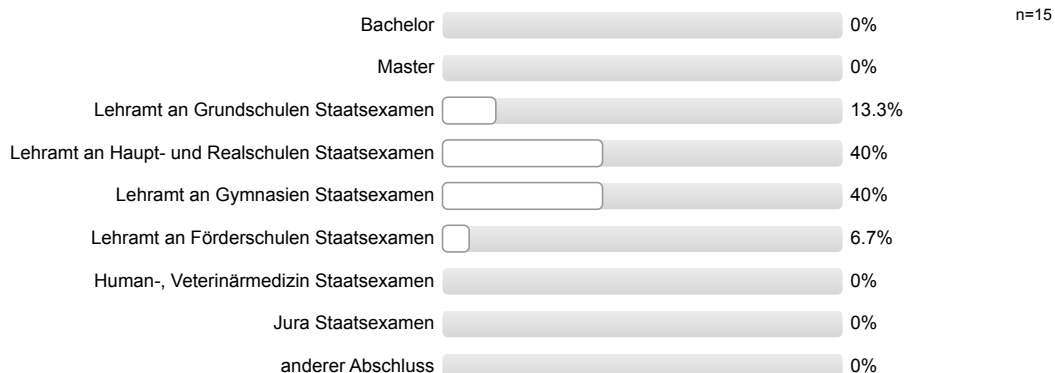 n=15
Bachelor 0%
Master 0%
Lehramt an Grundschulen Staatsexamen 13.3%
Lehramt an Haupt- und Realschulen Staatsexamen 40%
Lehramt an Gymnasien Staatsexamen 40%
Lehramt an Förderschulen Staatsexamen 6.7%
Human-, Veterinärmedizin Staatsexamen 0%
Jura Staatsexamen 0%
anderer Abschluss 0%